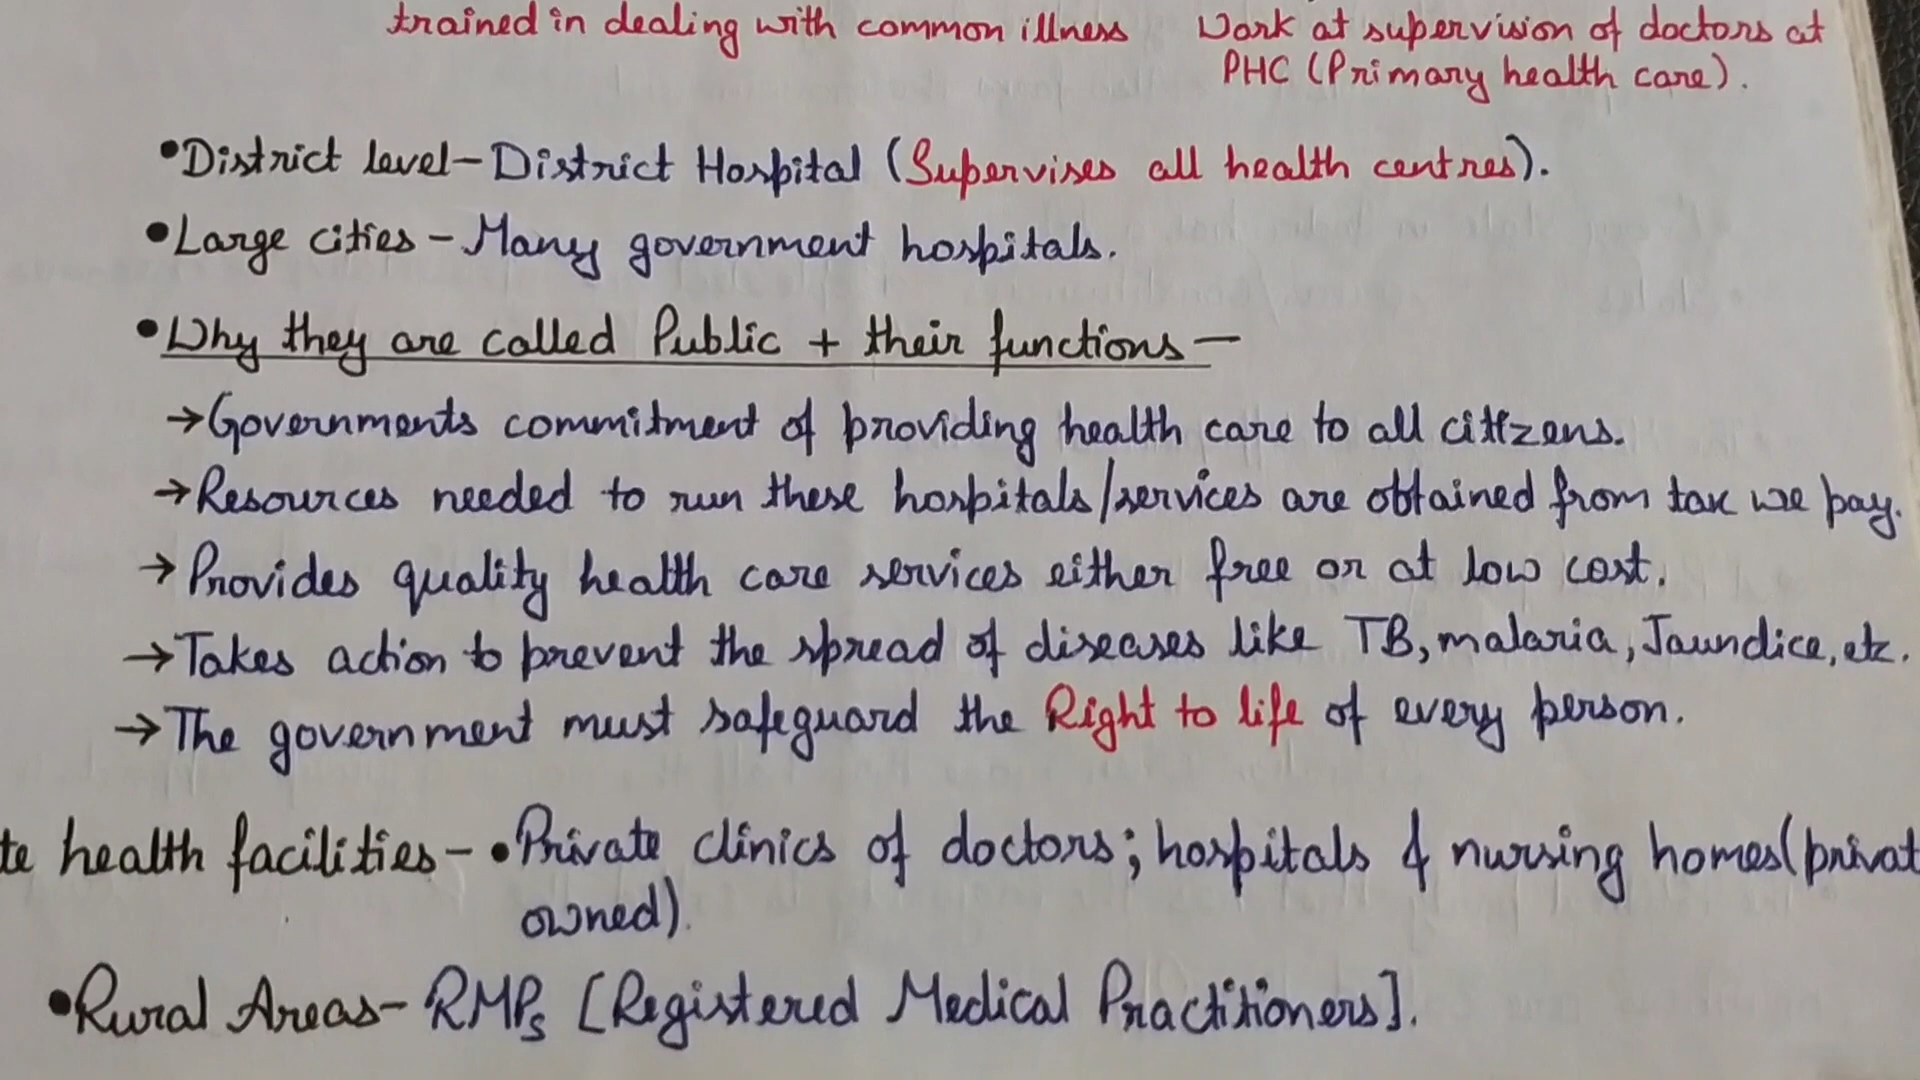 trained in dealing with common illness Work at supervision of doctors at
PHC (Primary health care).
•District level—District Hospital (Supervises all health centres).
•Large cities – Many government hospitals.
•Why they are called Public + their functions—
→Governments commitment of providing health care to all citizens.
→Resources needed to run these hospitals/services are obtained from tax we pay.
→Provides quality health care services either free or at low cost.
→Takes action to prevent the spread of diseases like TB, malaria, Jaundice, etc.
→The government must safeguard the Right to life of every person.
te health facilities– •Private clinics of doctors; hospitals & nursing homes(privat
owned).
•Rural Areas– RMPs [Registered Medical Practitioners].